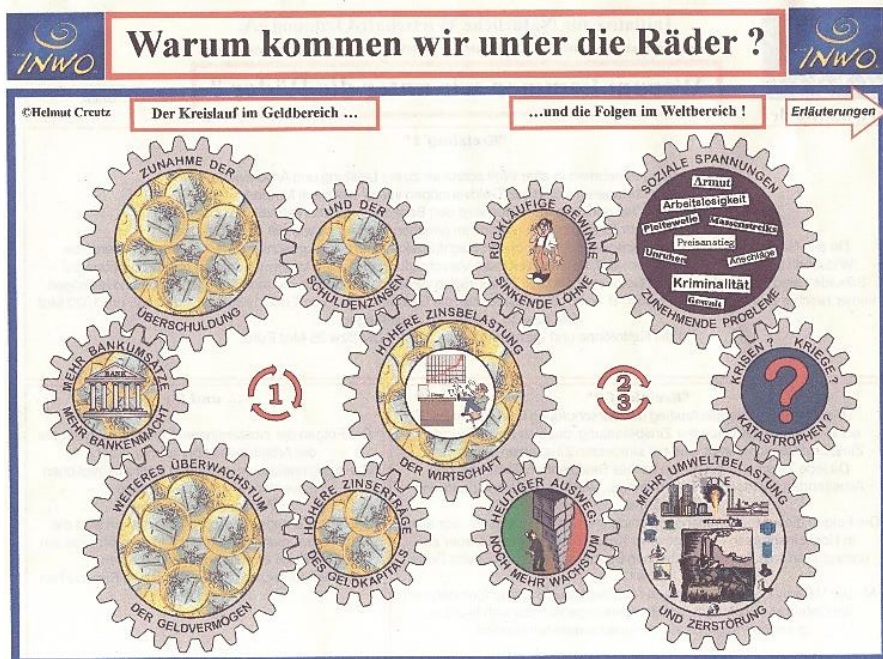 INWO
Warum kommen wir unter die Räder ?
INWO
©Helmut Creutz
Der Kreislauf im Geldbereich ...
...und die Folgen im Weltbereich !
Erläuterungen
ZUNAHME DER
ÜBERSCHULDUNG
UND DER
SCHULDENZINSEN
RÜCKLÄUFIGE GEWINNE
SINKENDE LÖHNE
SOZIALE SPANNUNGEN
Armut
Arbeitslosigkeit
Pleitewelle Massenstreiks
Preisanstieg
Unruhen Anschläge
Kriminalität
Gewalt
ZUNEHMENDE PROBLEME
MEHR BANKUMSÄTZE
BANK
MEHR BANKENMACHT
1
HÖHERE ZINSBELASTUNG
DER WIRTSCHAFT
2
3
KRISEN? KRIEGE?
?
KATASTROPHEN?
WEITERES ÜBERWACHSTUM
DER GELDVERMÖGEN
HÖHERE ZINSERTRÄGE
DES GELDKAPITALS
HEUTIGER AUSWEG:
NOCH MEHR WACHSTUM
MEHR UMWELTBELASTUNG
OZONE
UND ZERSTÖRUNG